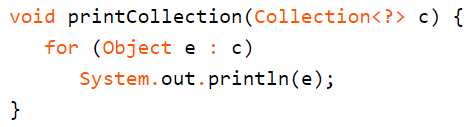 void printCollection(Collection<?> c) {
   for (Object e : c)
      System.out.println(e);
}